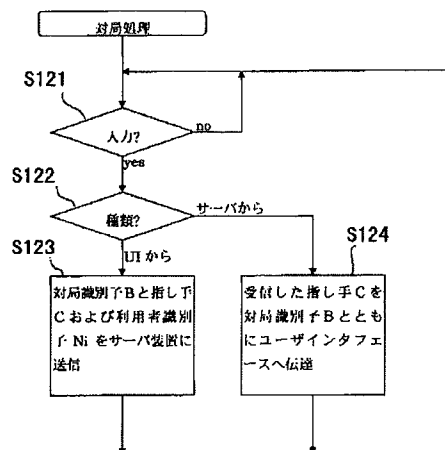 対局処理
S121
入力?
no
yes
S122
種類?
サーバから
UIから
S123
対局識別子Bと指し手
Cおよび利用者識別
子Niをサーバ装置に
送信
S124
受信した指し手Cを
対局識別子Bととも
にユーザインタフェ
ースへ伝達